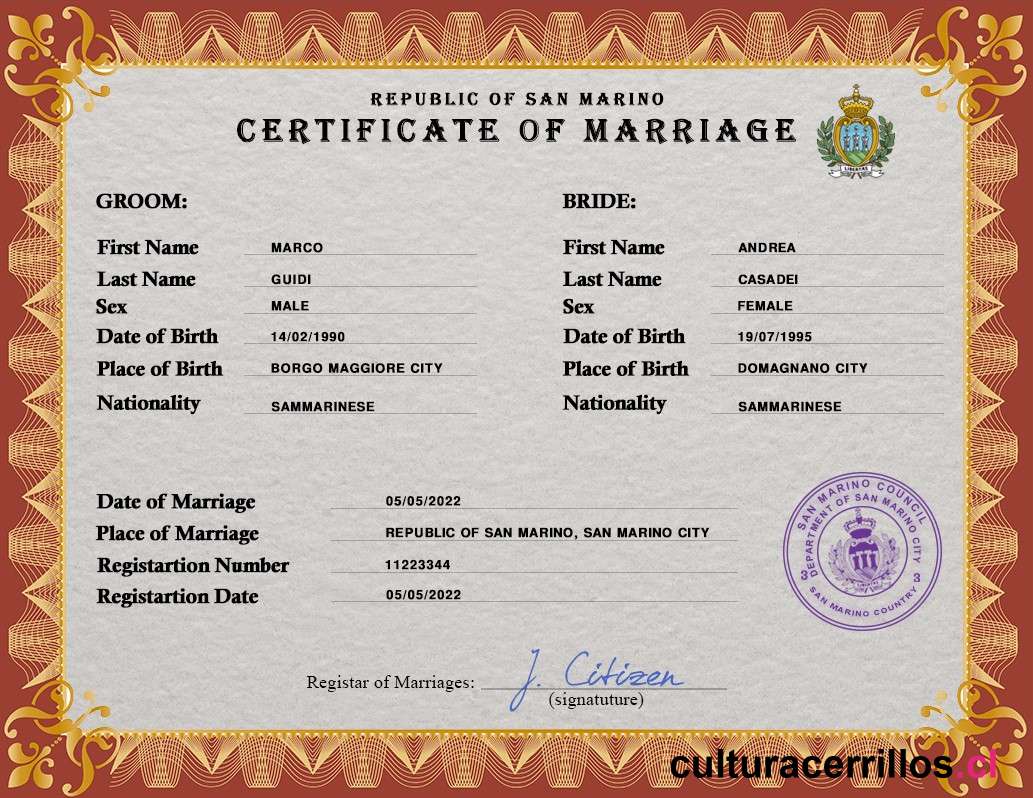 REPUBLIC OF SAN MARINO
CERTIFICATE OF MARRIAGE
LIBERTAS
GROOM:
First Name MARCO
Last Name GUIDI
Sex MALE
Date of Birth 14/02/1990
Place of Birth BORGO MAGGIORE CITY
Nationality SAMMARINESE
BRIDE:
First Name ANDREA
Last Name CASADEI
Sex FEMALE
Date of Birth 19/07/1995
Place of Birth DOMAGNANO CITY
Nationality SAMMARINESE
Date of Marriage 05/05/2022
Place of Marriage REPUBLIC OF SAN MARINO, SAN MARINO CITY
Registartion Number 11223344
Registartion Date 05/05/2022
SAN MARINO COUNCIL
DEPARTMENT OF SAN MARINO CITY
LIBERTAS
3 3
SAN MARINO COUNTRY
Registar of Marriages: J. Citizen
(signatuture)
culturacerrillos.cl